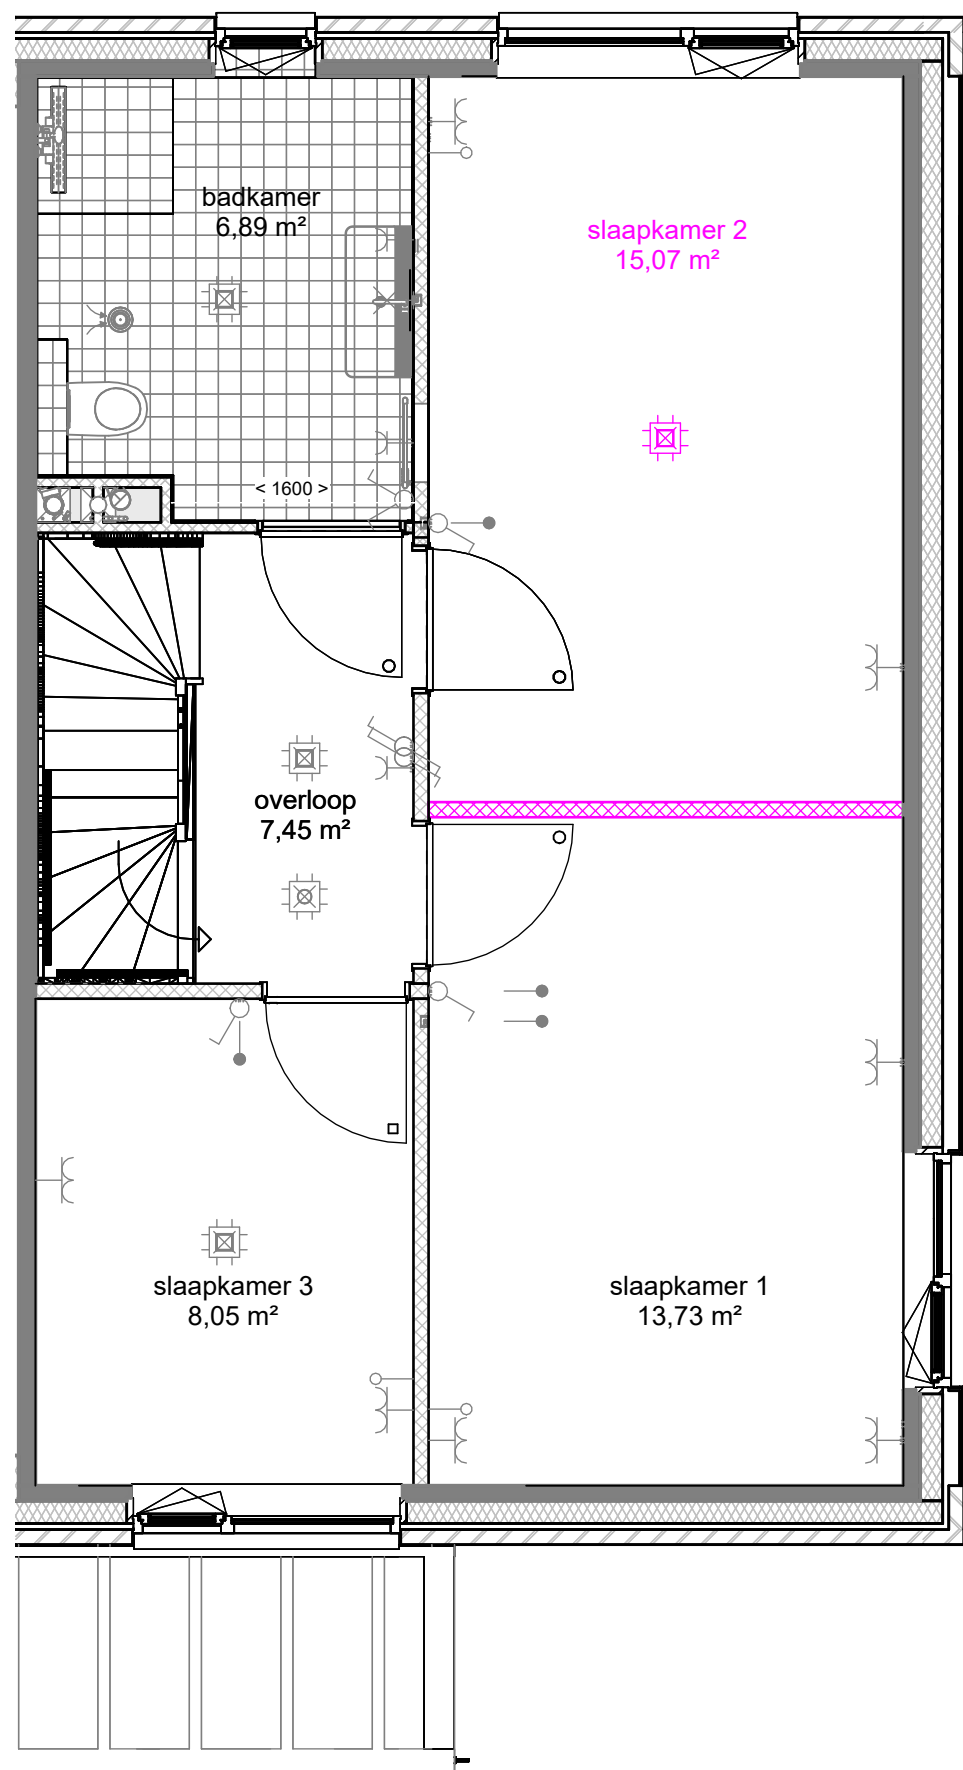 badkamer
6,89 m²
slaapkamer 2
15,07 m²
< 1600 >
overloop
7,45 m²
slaapkamer 3
8,05 m²
slaapkamer 1
13,73 m²